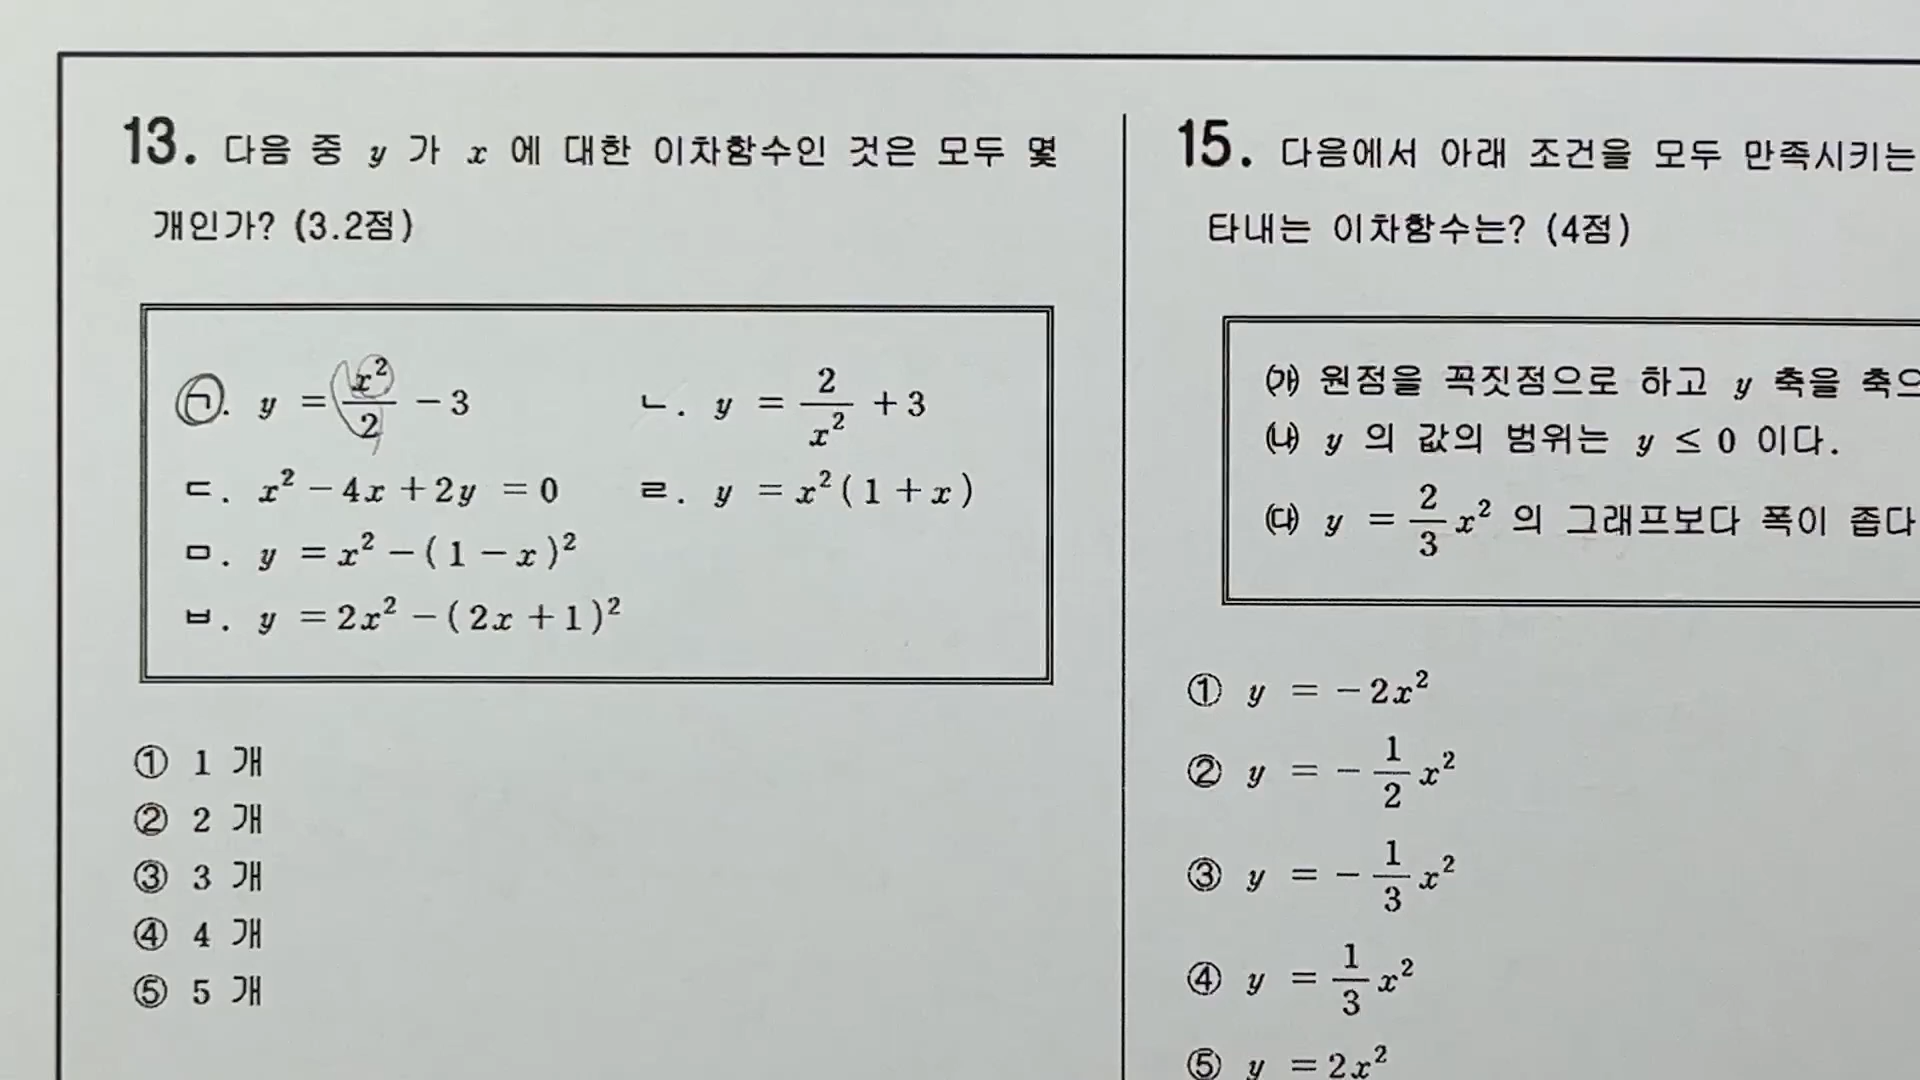 13. 다음 중 y 가 x 에 대한 이차함수인 것은 모두 몇
개인가? (3.2점)
ㄱ. y = x²/2 - 3
ㄴ. y = 2/x² + 3
ㄷ. x² - 4x + 2y = 0
ㄹ. y = x²(1 + x)
ㅁ. y = x² - (1 - x)²
ㅂ. y = 2x² - (2x + 1)²
① 1 개
② 2 개
③ 3 개
④ 4 개
⑤ 5 개
15. 다음에서 아래 조건을 모두 만족시키는
타내는 이차함수는? (4점)
㈎ 원점을 꼭짓점으로 하고 y 축을 축으
㈏ y 의 값의 범위는 y ≤ 0 이다.
㈐ y = 2/3 x² 의 그래프보다 폭이 좁다
① y = -2x²
② y = -1/2 x²
③ y = -1/3 x²
④ y = 1/3 x²
⑤ y = 2x²